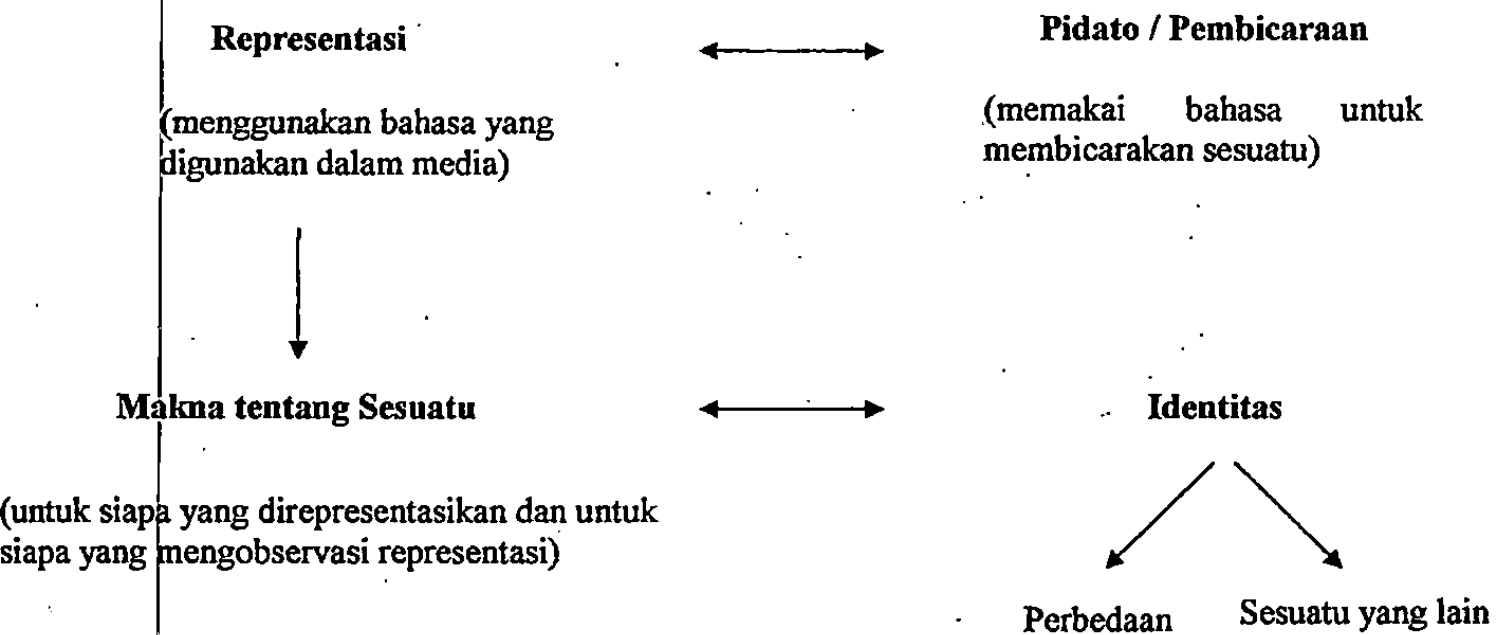 Representasi
Pidato / Pembicaraan
(menggunakan bahasa yang
digunakan dalam media)
(memakai bahasa untuk
membicarakan sesuatu)
Makna tentang Sesuatu
Identitas
(untuk siapa yang direpresentasikan dan untuk
siapa yang mengobservasi representasi)
Perbedaan
Sesuatu yang lain